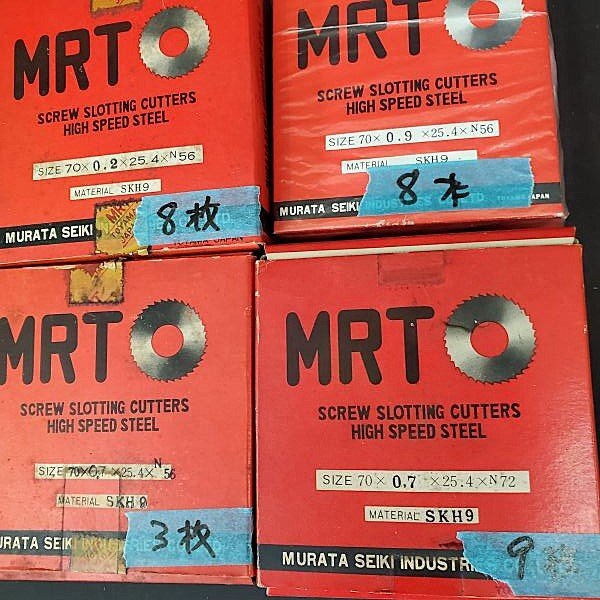 MRT
SCREW SLOTTING CUTTERS
HIGH SPEED STEEL
SIZE 70× 0.2 ×25.4×N56
MATERIAL SKH9
8枚
MURATA SEIKI
JAPAN
MRT
SCREW SLOTTING CUTTERS
HIGH SPEED STEEL
SIZE 70× 0.9 ×25.4×N56
MATERIAL SKH9
8本
MURATA SEIKI INDUSTRIES
JAPAN
MRT
SCREW SLOTTING CUTTERS
HIGH SPEED STEEL
SIZE 70×0.7 ×25.4×N56
MATERIAL SKH9
3枚
URATA SEIKI
MRT
SCREW SLOTTING CUTTERS
HIGH SPEED STEEL
SIZE 70× 0.7 ×25.4×N72
MATERIAL SKH9
9枚
MURATA SEIKI INDUSTRI